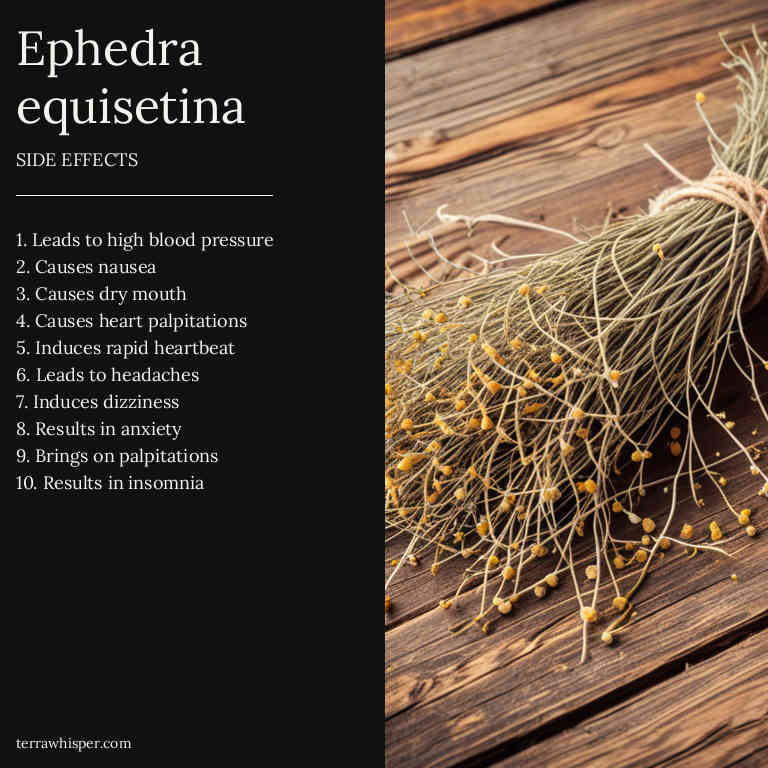 Ephedra
equisetina
SIDE EFFECTS
1. Leads to high blood pressure
2. Causes nausea
3. Causes dry mouth
4. Causes heart palpitations
5. Induces rapid heartbeat
6. Leads to headaches
7. Induces dizziness
8. Results in anxiety
9. Brings on palpitations
10. Results in insomnia
terrawhisper.com